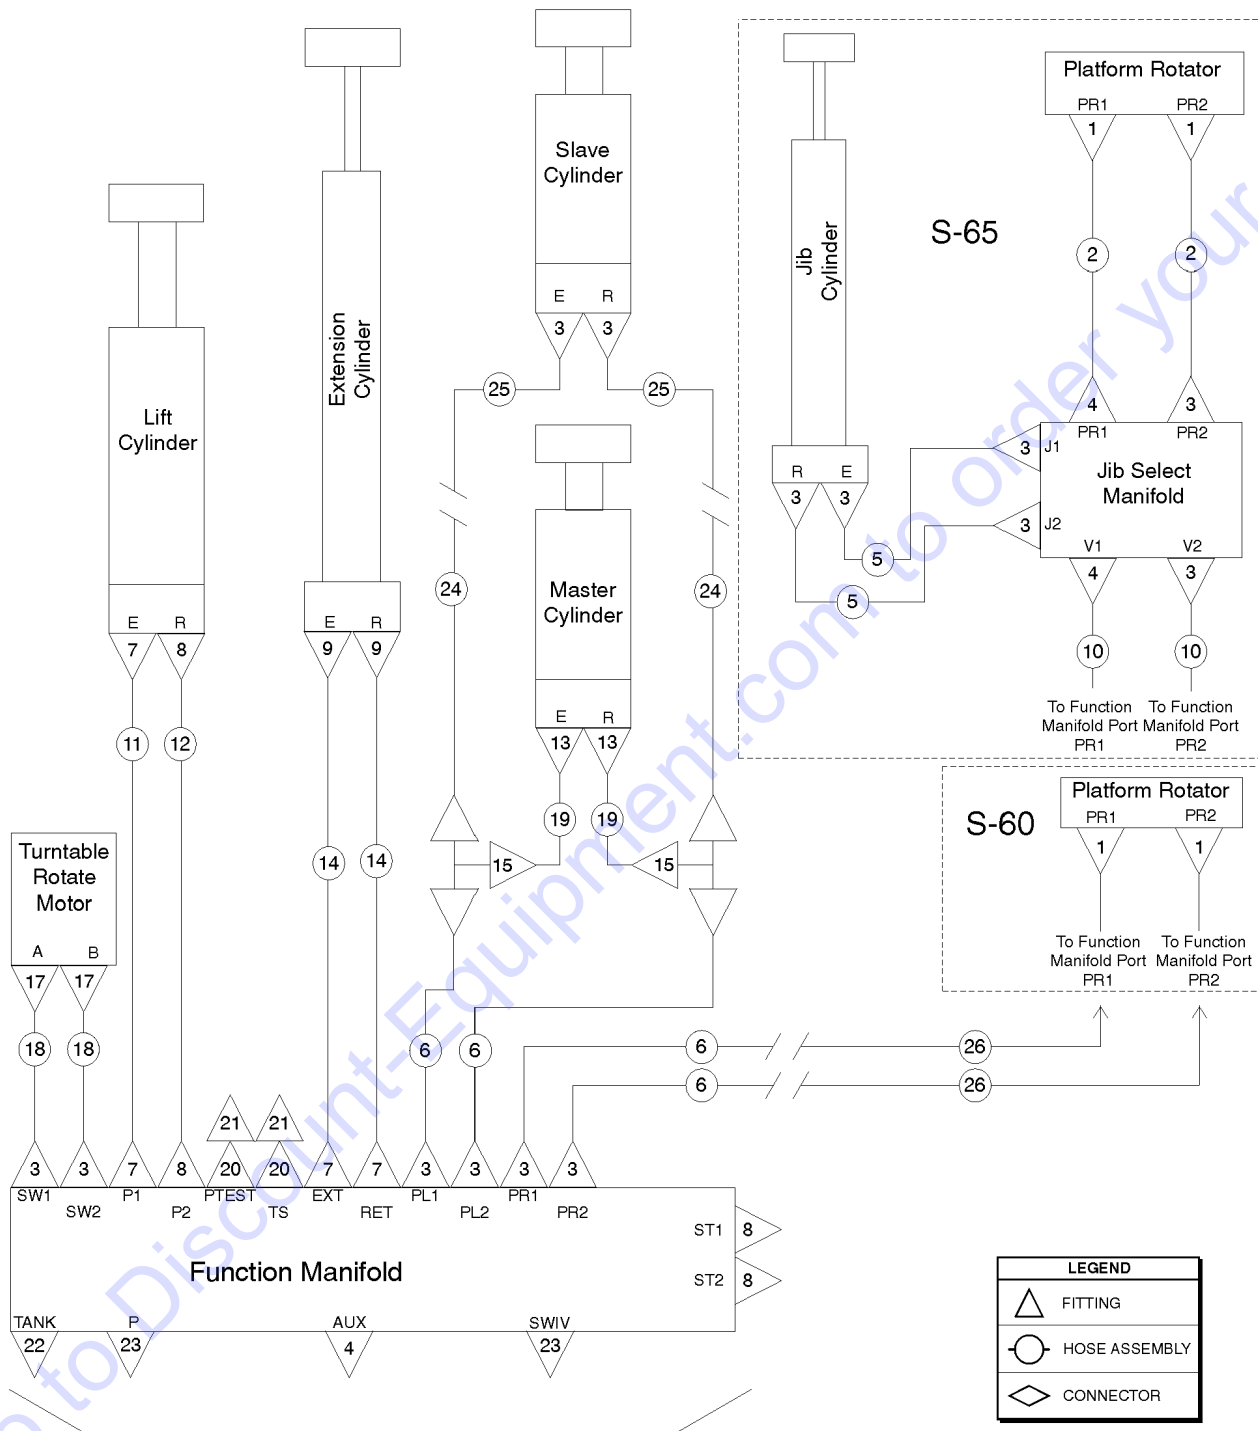 Slave
Cylinder
E R
3 3
25 25
24 24
Master
Cylinder
E R
13 13
19 19
15 15
Lift
Cylinder
E R
7 8
11 12
Extension
Cylinder
E R
9 9
14 14
Turntable
Rotate
Motor
A B
17 17
18 18
S-65
Jib
Cylinder
R E
3 3
5
5
Platform Rotator
PR1 PR2
1 1
2 2
4 3
PR1 PR2
3 J1
3 J2
Jib Select
Manifold
V1 V2
4 3
10 10
To Function
Manifold Port
PR1
To Function
Manifold Port
PR2
S-60
Platform Rotator
PR1 PR2
1 1
To Function
Manifold Port
PR1
To Function
Manifold Port
PR2
6 6
6 26
6 26
21 21
3 3 7 8 20 20 7 7 3 3 3 3
SW1 P1 PTEST EXT PL1 PR1
SW2 P2 TS RET PL2 PR2
ST1 8
ST2 8
Function Manifold
TANK P AUX SWIV
22 23 4 23
LEGEND
FITTING
HOSE ASSEMBLY
CONNECTOR
to Discount-Equipment.com to order your